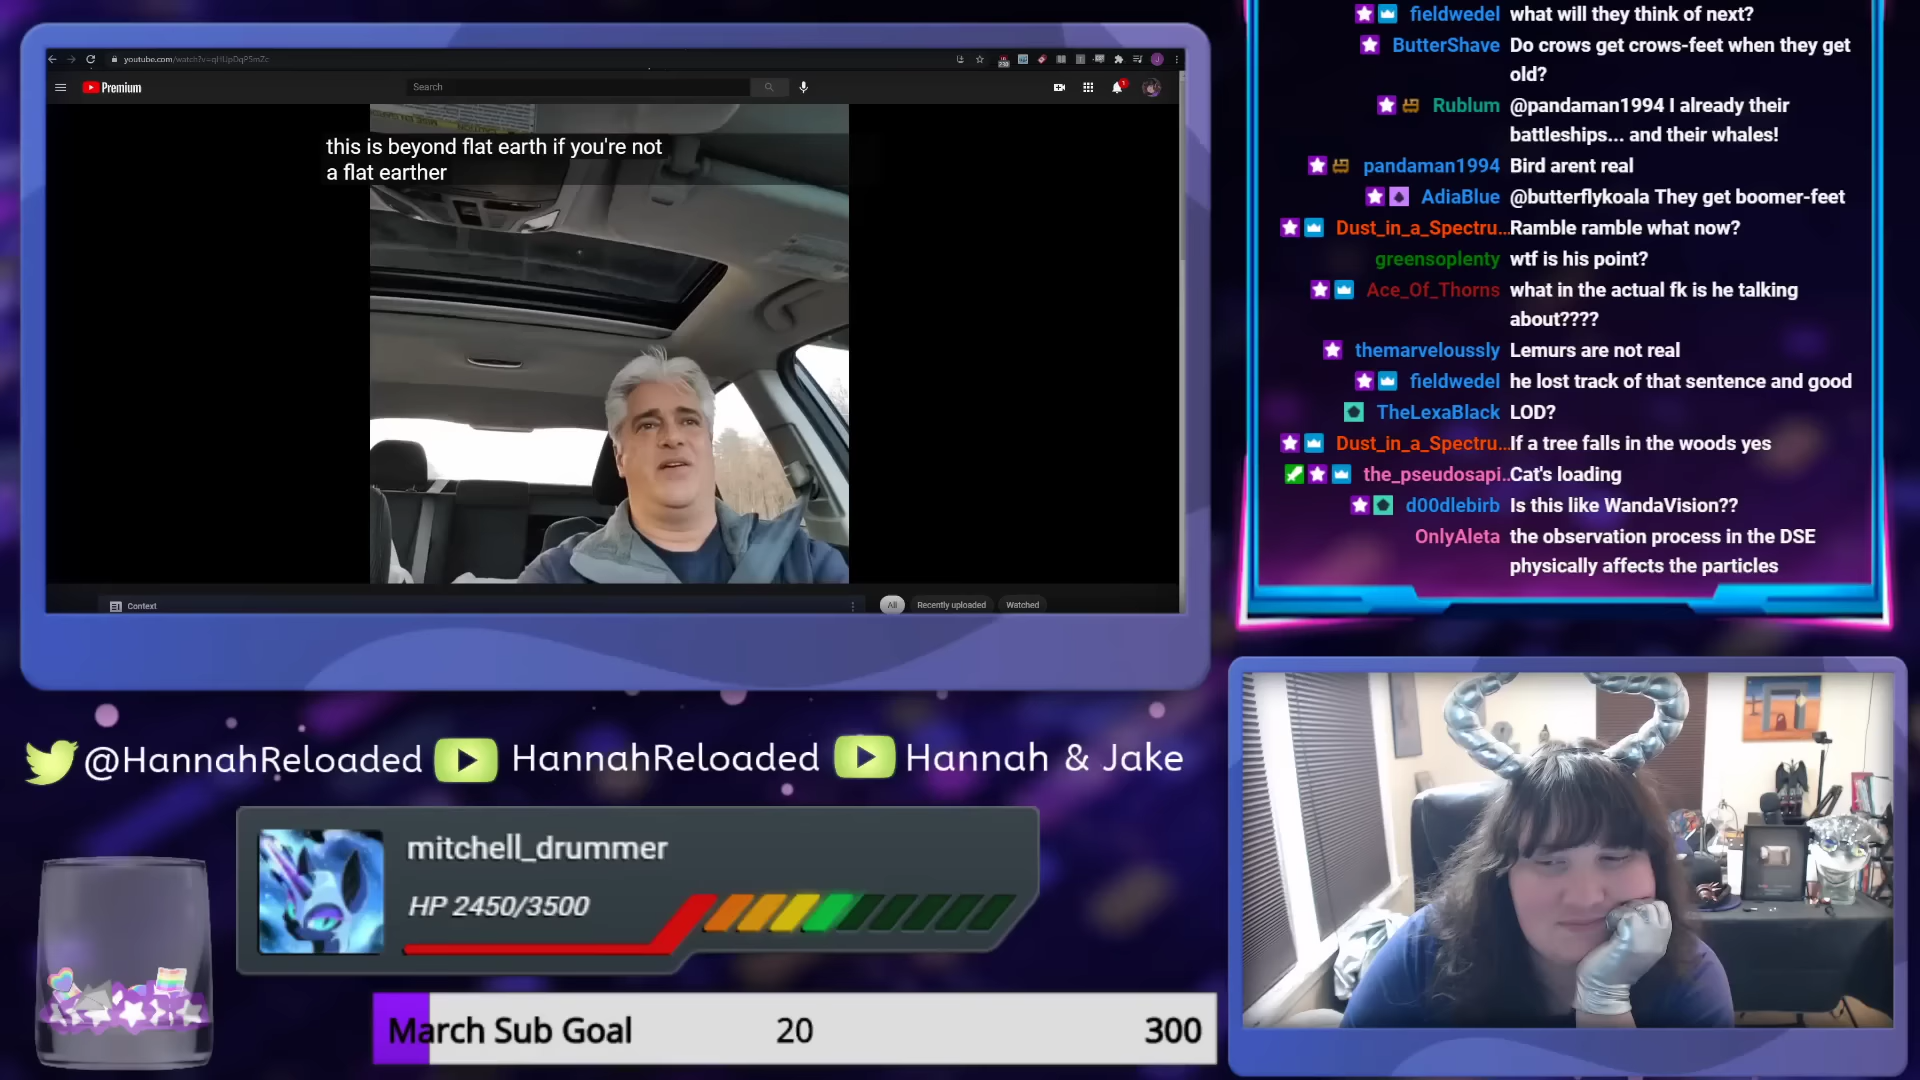 Premium
Search
this is beyond flat earth if you're not
a flat earther
Context
All
Recently uploaded
Watched
fieldwedel what will they think of next?
ButterShave Do crows get crows-feet when they get
old?
Rublum @pandaman1994 I already their
battleships... and their whales!
pandaman1994 Bird arent real
AdiaBlue @butterflykoala They get boomer-feet
Dust_in_a_Spectru... Ramble ramble what now?
greensoplenty wtf is his point?
Ace_Of_Thorns what in the actual fk is he talking
about????
themarveloussly Lemurs are not real
fieldwedel he lost track of that sentence and good
TheLexaBlack LOD?
Dust_in_a_Spectru... If a tree falls in the woods yes
the_pseudosapi... Cat's loading
d00dlebirb Is this like WandaVision??
OnlyAleta the observation process in the DSE
physically affects the particles
@HannahReloaded HannahReloaded Hannah & Jake
mitchell_drummer
HP 2450/3500
March Sub Goal 20 300